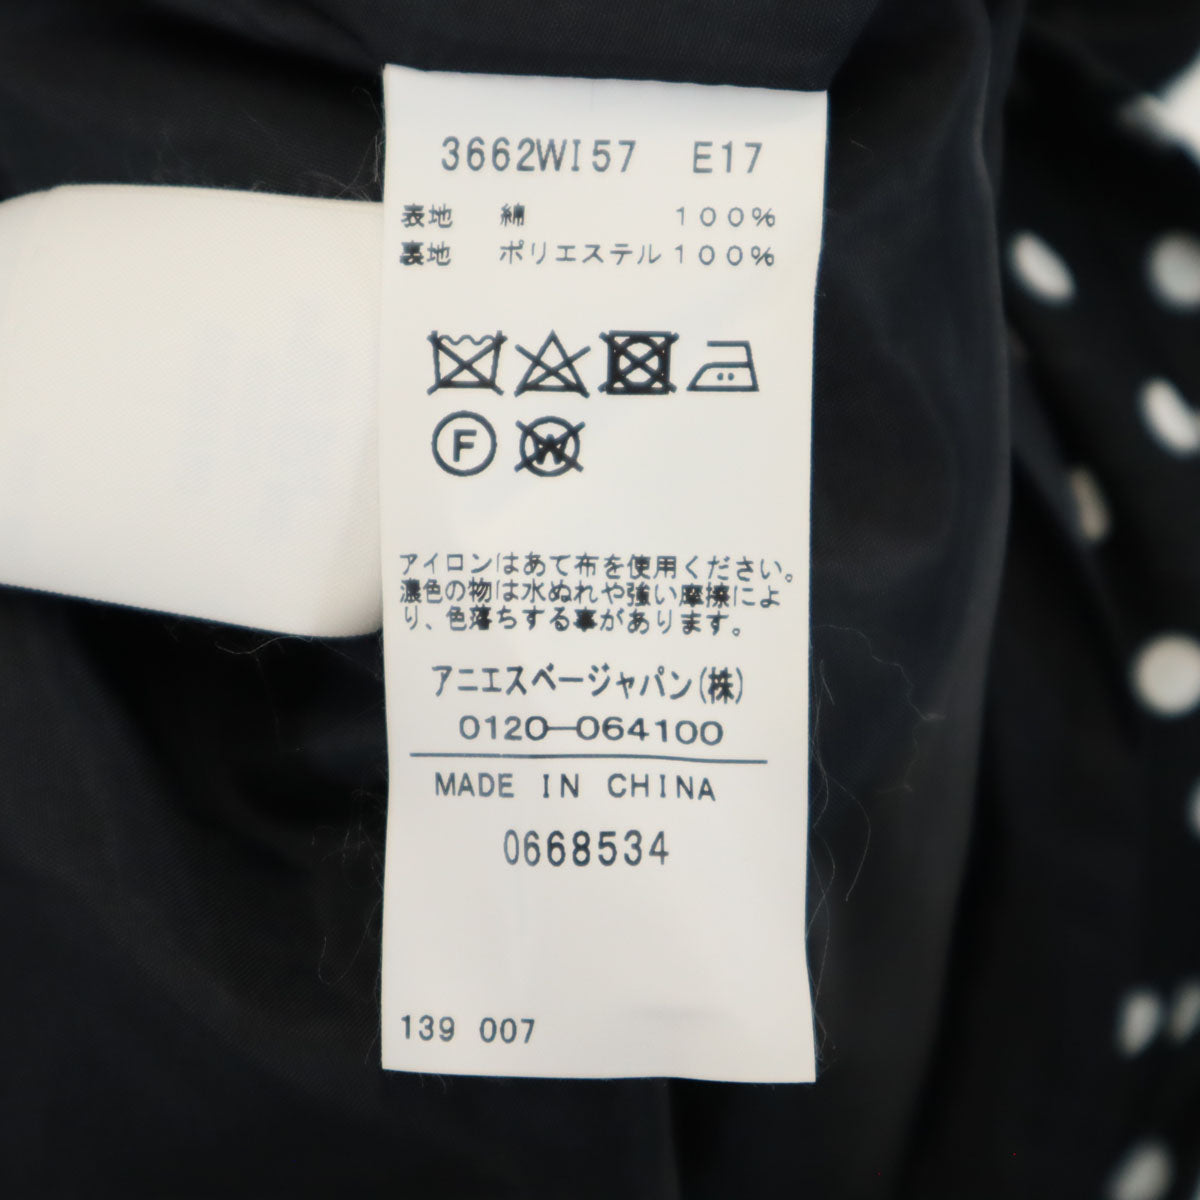 3662WI57 E17
表地 綿 100%
裏地 ポリエステル 100%
F
W
アイロンはあて布を使用ください。
濃色の物は水ぬれや強い摩擦によ
り、色落ちする事があります。
アニエスベージャパン(株)
0120-064100
MADE IN CHINA
0668534
139 007